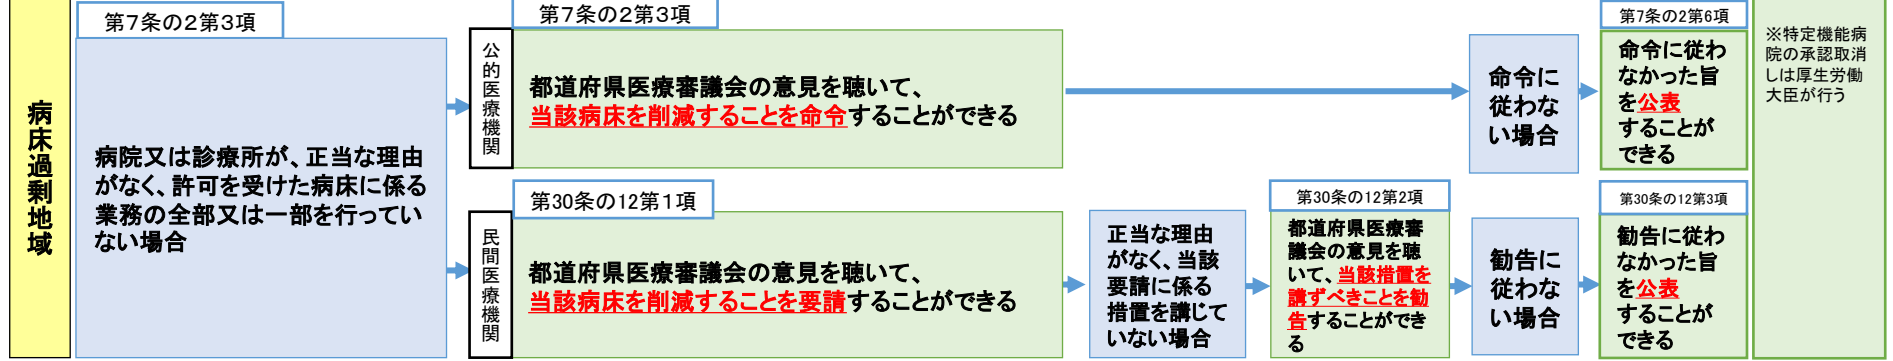 病床過剰地域
第7条の2第3項
病院又は診療所が、正当な理由
がなく、許可を受けた病床に係る
業務の全部又は一部を行ってい
ない場合
公的医療機関
第7条の2第3項
都道府県医療審議会の意見を聴いて、
当該病床を削減することを命令することができる
命令に
従わな
い場合
第7条の2第6項
命令に従わ
なかった旨
を公表
することが
できる
民間医療機関
第30条の12第1項
都道府県医療審議会の意見を聴いて、
当該病床を削減することを要請することができる
正当な理由
がなく、当該
要請に係る
措置を講じて
いない場合
第30条の12第2項
都道府県医療審
議会の意見を聴
いて、当該措置を
講ずべきことを勧
告することができ
る
勧告に
従わな
い場合
第30条の12第3項
勧告に従わ
なかった旨
を公表
することが
できる
※特定機能病
院の承認取消
しは厚生労働
大臣が行う